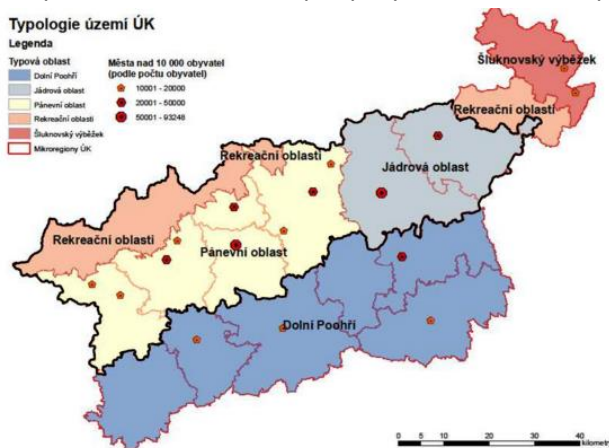 Typologie území ÚK
Legenda
Typová oblast
Dolní Poohří
Jádrová oblast
Pánevní oblast
Rekreační oblasti
Šluknovský výběžek
Mikroregiony ÚK
Města nad 10 000 obyvatel
(podle počtu obyvatel)
10001 - 20000
20001 - 50000
50001 - 93248
Šluknovský výběžek
Rekreační oblasti
Rekreační oblasti
Jádrová oblast
Rekreační oblasti
Pánevní oblast
Dolní Poohří
0 5 10 20 30 40